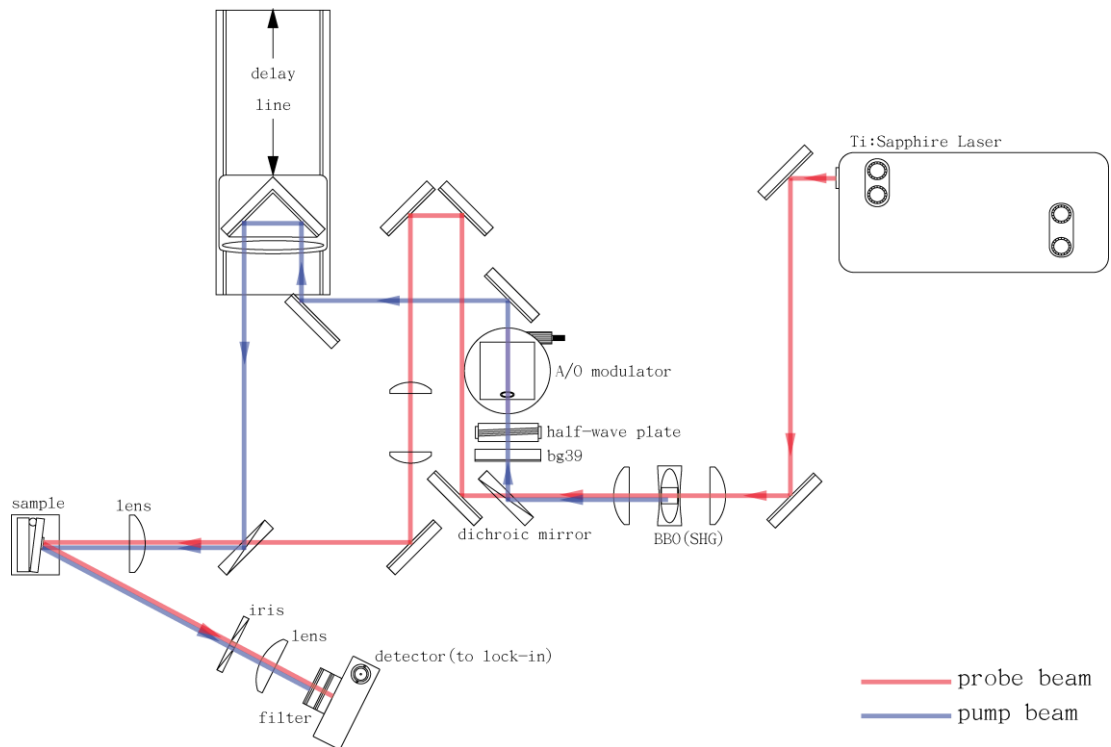 delay
line
Ti:Sapphire Laser
A/O modulator
half-wave plate
bg39
dichroic mirror
BBO(SHG)
sample
lens
iris
lens
detector(to lock-in)
filter
probe beam
pump beam